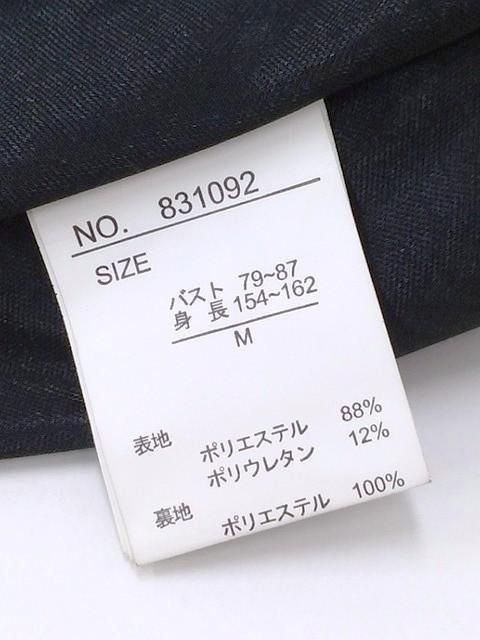 NO. 831092
SIZE
バスト 79~87
身 長 154~162
M
表地 ポリエステル 88%
ポリウレタン 12%
裏地 ポリエステル 100%